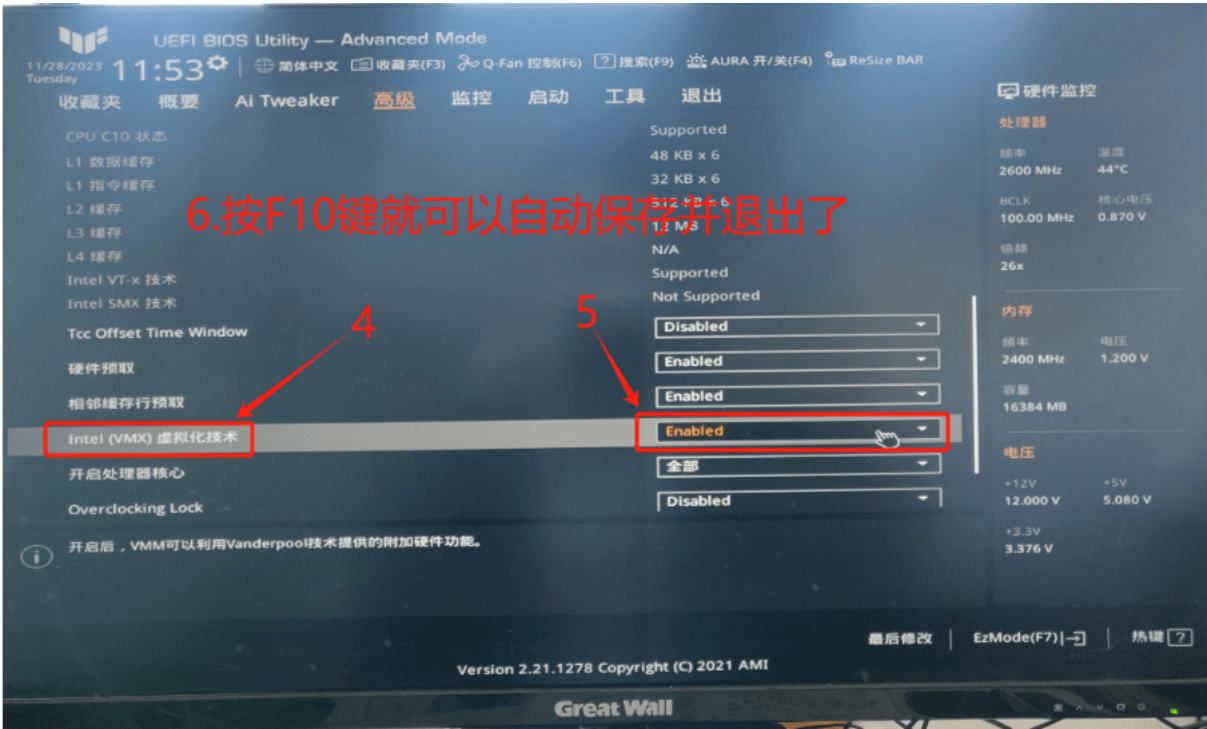 UEFI BIOS Utility — Advanced Mode
11/28/2023 Tuesday 11:53 简体中文 收藏夹(F3) Q-Fan 控制(F6) ? 搜索(F9) AURA 开/关(F4) ReSize BAR
收藏夹 概要 Ai Tweaker 高级 监控 启动 工具 退出
CPU C10 状态 Supported
L1 数据缓存 48 KB x 6
L1 指令缓存 32 KB x 6
L2 缓存 512 KB x 6
L3 缓存 12 MB
L4 缓存 N/A
6.按F10键就可以自动保存并退出了
Intel VT-x 技术 Supported
Intel SMX 技术 Not Supported
4
5
Tcc Offset Time Window Disabled
硬件预取 Enabled
相邻缓存行预取 Enabled
Intel (VMX) 虚拟化技术 Enabled
开启处理器核心 全部
Overclocking Lock Disabled
i 开启后，VMM可以利用Vanderpool技术提供的附加硬件功能。
硬件监控
处理器
频率 温度
2600 MHz 44°C
BCLK 核心电压
100.00 MHz 0.870 V
倍频
26x
内存
频率 电压
2400 MHz 1.200 V
容量
16384 MB
电压
+12V +5V
12.000 V 5.080 V
+3.3V
3.376 V
最后修改 EzMode(F7) 热键 ?
Version 2.21.1278 Copyright (C) 2021 AMI
Great Wall